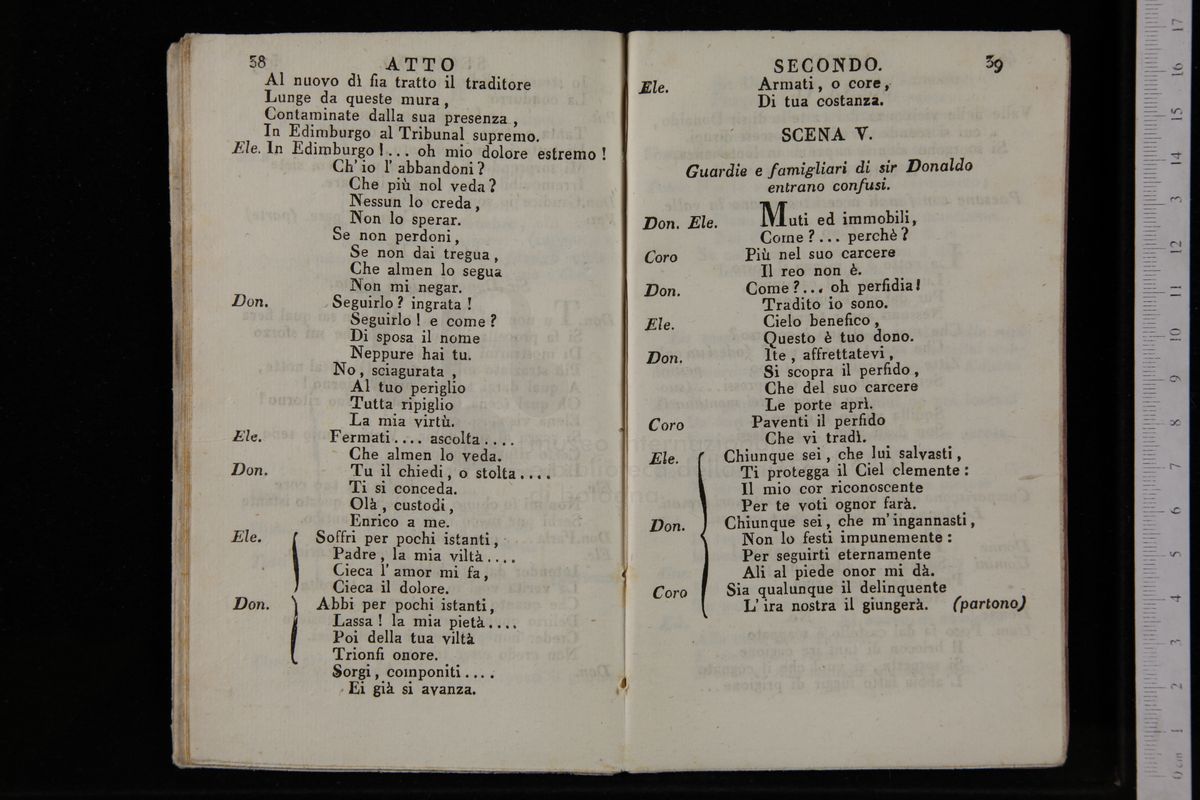 38
ATTO
Al nuovo dì fia tratto il traditore
Lunge da queste mura,
Contaminate dalla sua presenza,
In Edimburgo al Tribunal supremo.
Ele. In Edimburgo!... oh mio dolore estremo!
Ch' io l' abbandoni?
Che più nol veda?
Nessun lo creda,
Non lo sperar.
Se non perdoni,
Se non dai tregua,
Che almen lo segua
Non mi negar.
Don. Seguirlo? ingrata!
Seguirlo! e come?
Di sposa il nome
Neppure hai tu.
No, sciagurata,
Al tuo periglio
Tutta ripiglio
La mia virtù.
Ele. Fermati.... ascolta....
Che almen lo veda.
Don. Tu il chiedi, o stolta....
Ti si conceda.
Olà, custodi,
Enrico a me.
Ele. Soffri per pochi istanti,
Padre, la mia viltà....
Cieca l' amor mi fa,
Cieca il dolore.
Don. Abbi per pochi istanti,
Lassa! la mia pietà....
Poi della tua viltà
Trionfi onore.
Sorgi, componiti....
Ei già si avanza.
SECONDO.
39
Ele. Armati, o core,
Di tua costanza.
SCENA V.
Guardie e famigliari di sir Donaldo
entrano confusi.
Don. Ele. Muti ed immobili,
Come?... perchè?
Coro Più nel suo carcere
Il reo non è.
Don. Come?... oh perfidia!
Tradito io sono.
Ele. Cielo benefico,
Questo è tuo dono.
Don. Ite, affrettatevi,
Si scopra il perfido,
Che del suo carcere
Le porte aprì.
Coro Paventi il perfido
Che vi tradì.
Ele. Chiunque sei, che lui salvasti,
Ti protegga il Ciel clemente:
Il mio cor riconoscente
Per te voti ognor farà.
Don. Chiunque sei, che m' ingannasti,
Non lo festi impunemente:
Per seguirti eternamente
Ali al piede onor mi dà.
Coro Sia qualunque il delinquente
L' ira nostra il giungerà. (partono)